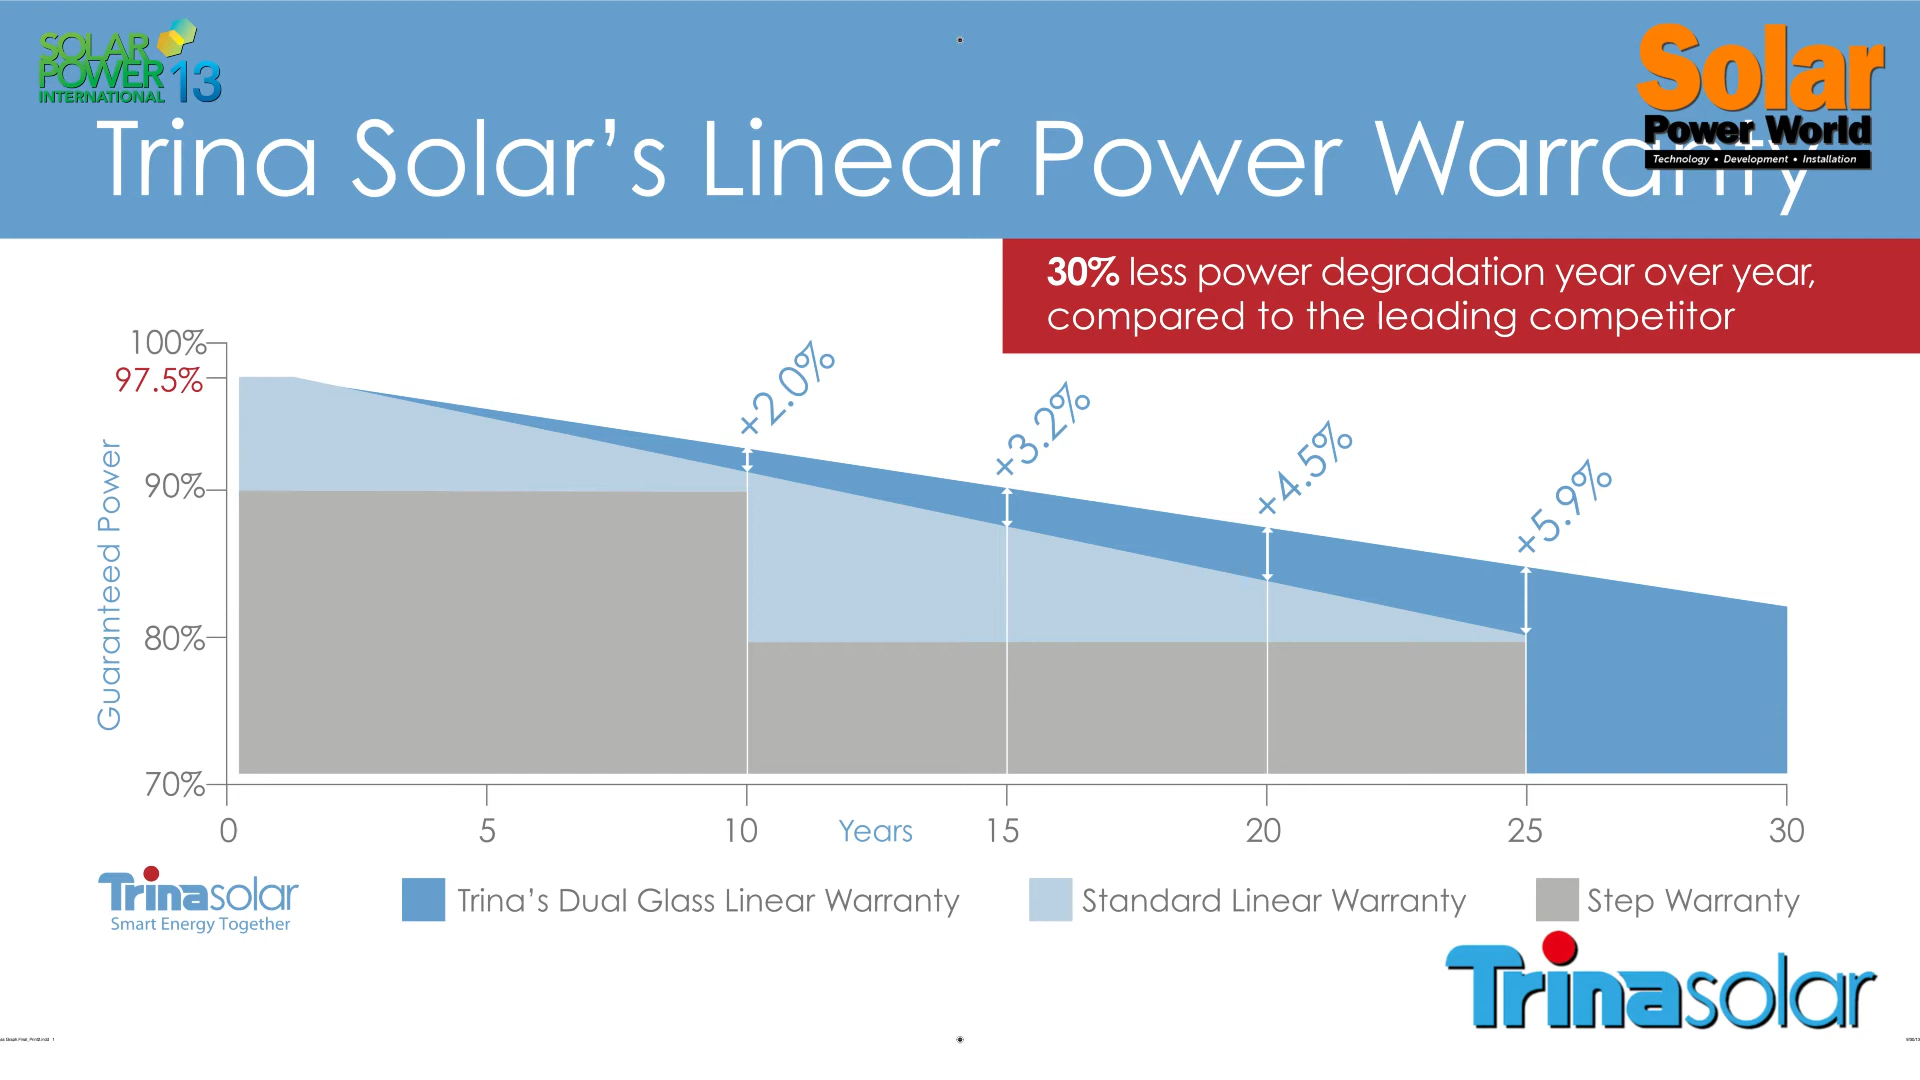 SOLAR
POWER 13
INTERNATIONAL
Solar
Power World
Technology • Development • Installation
Trina Solar’s Linear Power Warranty
30% less power degradation year over year,
compared to the leading competitor
100%
97.5%
90%
80%
70%
Guaranteed Power
+2.0%
+3.2%
+4.5%
+5.9%
0 5 10 Years 15 20 25 30
Trinasolar
Smart Energy Together
Trina’s Dual Glass Linear Warranty
Standard Linear Warranty
Step Warranty
Trinasolar